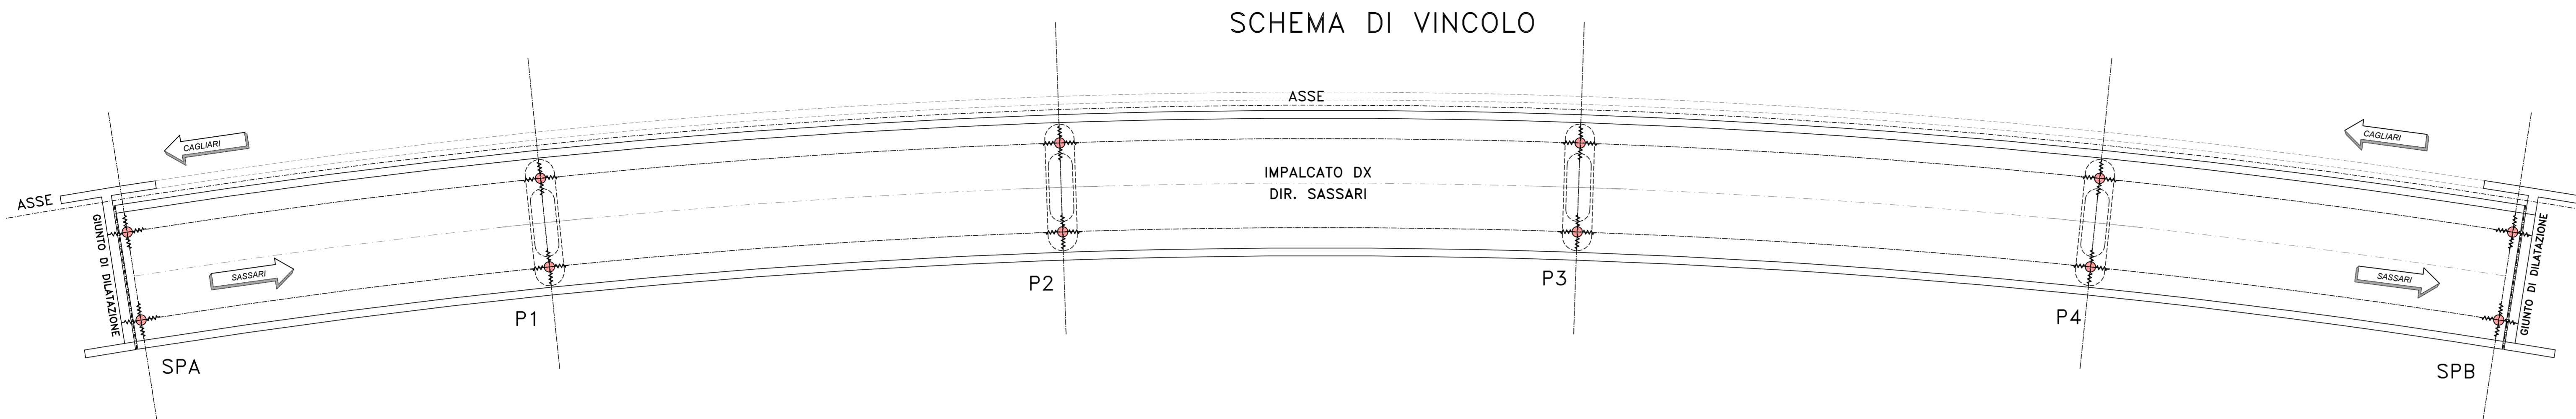 SCHEMA DI VINCOLO
ASSE
CAGLIARI
CAGLIARI
ASSE
IMPALCATO DX
DIR. SASSARI
GIUNTO DI DILATAZIONE
GIUNTO DI DILATAZIONE
SASSARI
SASSARI
P1
P2
P3
P4
SPA
SPB